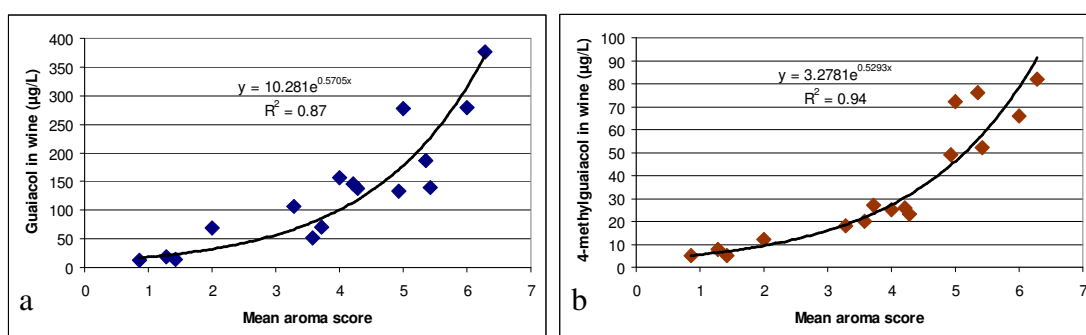 400
350
300
250
200
150
100
50
0
Guaiacol in wine (µg/L)
y = 10.281e^0.5705x
R² = 0.87
0 1 2 3 4 5 6 7
Mean aroma score
a
100
90
80
70
60
50
40
30
20
10
0
4-methylguaiacol in wine (µg/L)
y = 3.2781e^0.5293x
R² = 0.94
0 1 2 3 4 5 6 7
Mean aroma score
b